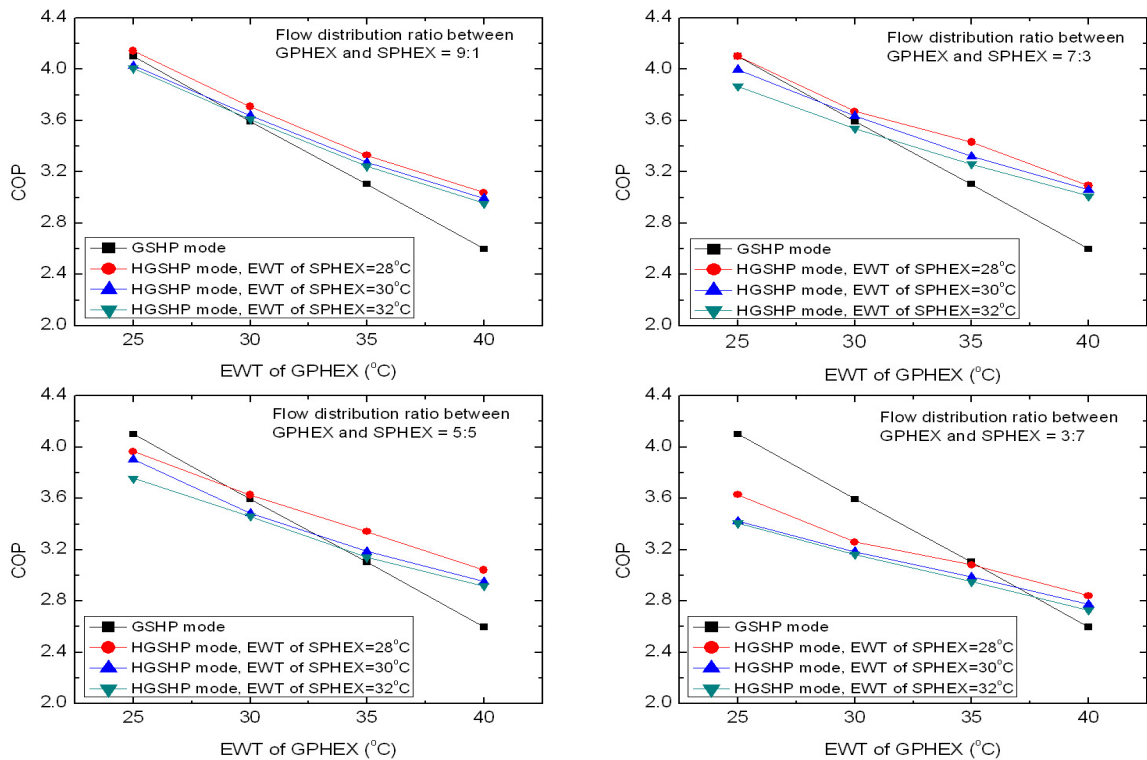 4.4
4.0
3.6
3.2
2.8
2.4
2.0
COP
Flow distribution ratio between
GPHEX and SPHEX = 9:1
GSHP mode
HGSHP mode, EWT of SPHEX=28°C
HGSHP mode, EWT of SPHEX=30°C
HGSHP mode, EWT of SPHEX=32°C
25 30 35 40
EWT of GPHEX (°C)
4.4
4.0
3.6
3.2
2.8
2.4
2.0
COP
Flow distribution ratio between
GPHEX and SPHEX = 7:3
GSHP mode
HGSHP mode, EWT of SPHEX=28°C
HGSHP mode, EWT of SPHEX=30°C
HGSHP mode, EWT of SPHEX=32°C
25 30 35 40
EWT of GPHEX (°C)
4.4
4.0
3.6
3.2
2.8
2.4
2.0
COP
Flow distribution ratio between
GPHEX and SPHEX = 5:5
GSHP mode
HGSHP mode, EWT of SPHEX=28°C
HGSHP mode, EWT of SPHEX=30°C
HGSHP mode, EWT of SPHEX=32°C
25 30 35 40
EWT of GPHEX (°C)
4.4
4.0
3.6
3.2
2.8
2.4
2.0
COP
Flow distribution ratio between
GPHEX and SPHEX = 3:7
GSHP mode
HGSHP mode, EWT of SPHEX=28°C
HGSHP mode, EWT of SPHEX=30°C
HGSHP mode, EWT of SPHEX=32°C
25 30 35 40
EWT of GPHEX (°C)